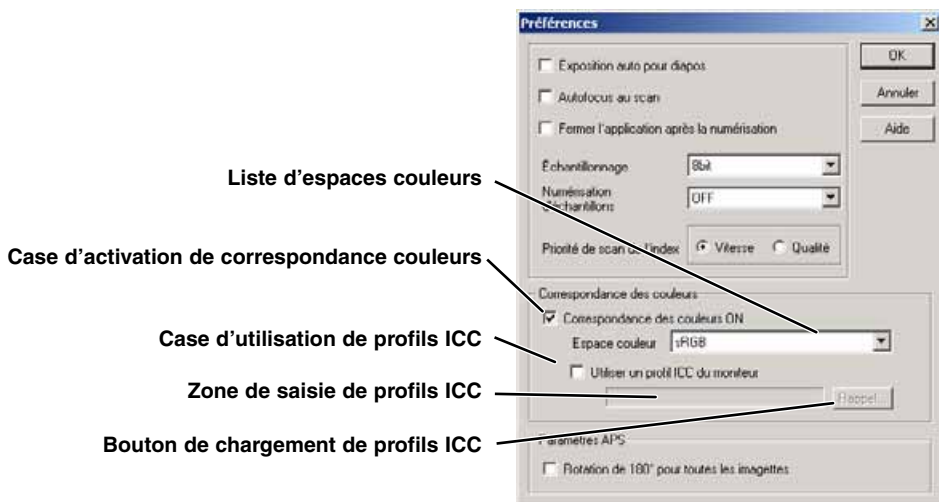 Préférences
Exposition auto pour diapos
OK
Autofocus au scan
Annuler
Fermer l'application après la numérisation
Aide
Échantillonnage
8bit
Numérisation
d'échantillons
OFF
Priorité de scan de l'index
Vitesse
Qualité
Liste d'espaces couleurs
Case d'activation de correspondance couleurs
Case d'utilisation de profils ICC
Zone de saisie de profils ICC
Bouton de chargement de profils ICC
Correspondance des couleurs
Correspondance des couleurs ON
Espace couleur
sRGB
Utiliser un profil ICC du moniteur
Rappel...
Paramètres APS
Rotation de 180° pour toutes les imagettes